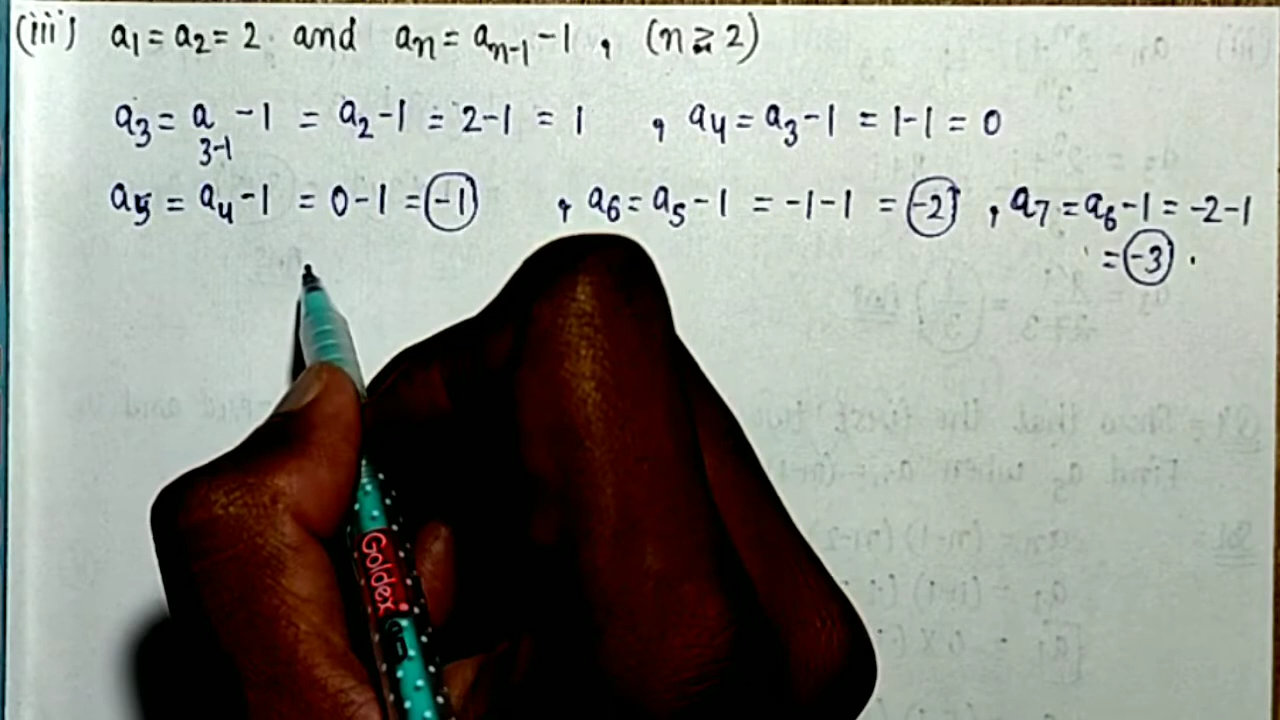 (iii) a₁ = a₂ = 2 and aₙ = aₙ₋₁ - 1 , (n ≥ 2)
a₃ = a₃₋₁ - 1 = a₂ - 1 = 2 - 1 = 1 , a₄ = a₃ - 1 = 1 - 1 = 0
a₅ = a₄ - 1 = 0 - 1 = -1 , a₆ = a₅ - 1 = -1 - 1 = -2 , a₇ = a₆ - 1 = -2 - 1
= -3 .
Goldex